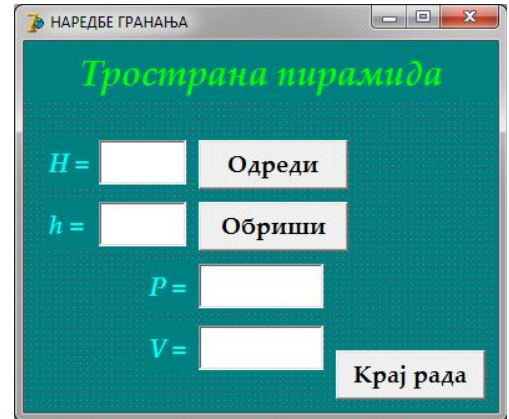 НАРЕДБЕ ГРАНАЊА
Тространа пирамида
H =
Одреди
h =
Обриши
P =
V =
Крај рада